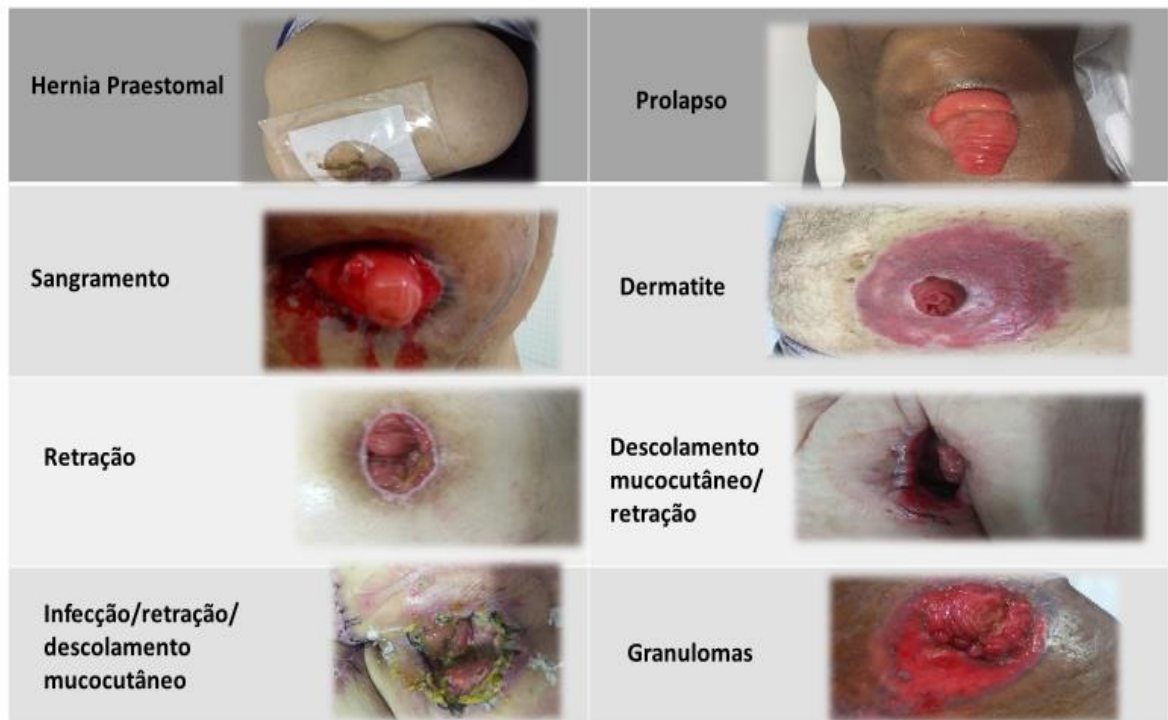 Hernia Praestomal
Prolapso
Sangramento
Dermatite
Retração
Descolamento
mucocutâneo/
retração
Infecção/retração/
descolamento
mucocutâneo
Granulomas